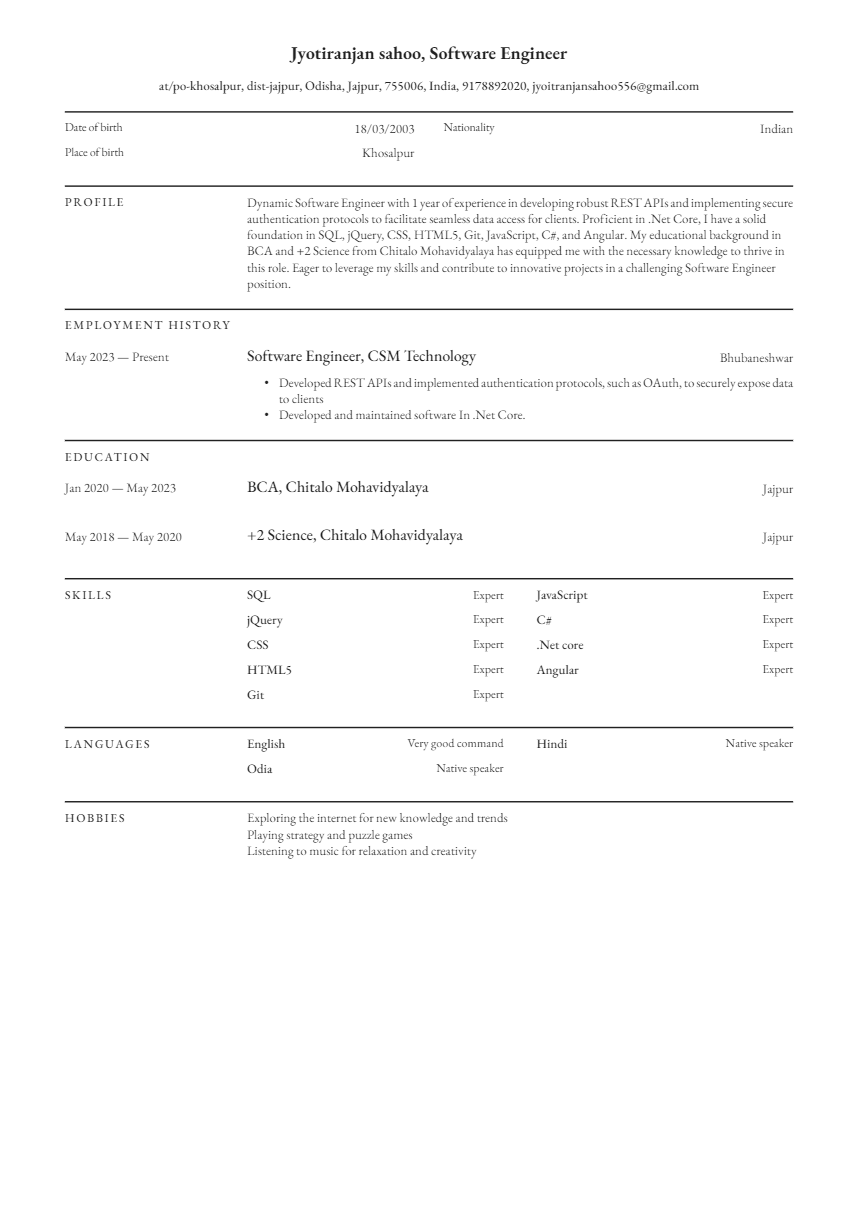 Jyotiranjan sahoo, Software Engineer
at/po-khosalpur, dist-jajpur, Odisha, Jajpur, 755006, India, 9178892020, jyoitranjansahoo556@gmail.com
Date of birth 18/03/2003 Nationality Indian
Place of birth Khosalpur
PROFILE Dynamic Software Engineer with 1 year of experience in developing robust REST APIs and implementing secure
authentication protocols to facilitate seamless data access for clients. Proficient in .Net Core, I have a solid
foundation in SQL, jQuery, CSS, HTML5, Git, JavaScript, C#, and Angular. My educational background in
BCA and +2 Science from Chitalo Mohavidyalaya has equipped me with the necessary knowledge to thrive in
this role. Eager to leverage my skills and contribute to innovative projects in a challenging Software Engineer
position.
EMPLOYMENT HISTORY
May 2023 — Present Software Engineer, CSM Technology Bhubaneshwar
• Developed REST APIs and implemented authentication protocols, such as OAuth, to securely expose data
to clients
• Developed and maintained software In .Net Core.
EDUCATION
Jan 2020 — May 2023 BCA, Chitalo Mohavidyalaya Jajpur
May 2018 — May 2020 +2 Science, Chitalo Mohavidyalaya Jajpur
SKILLS SQL Expert JavaScript Expert
jQuery Expert C# Expert
CSS Expert .Net core Expert
HTML5 Expert Angular Expert
Git Expert
LANGUAGES English Very good command Hindi Native speaker
Odia Native speaker
HOBBIES Exploring the internet for new knowledge and trends
Playing strategy and puzzle games
Listening to music for relaxation and creativity